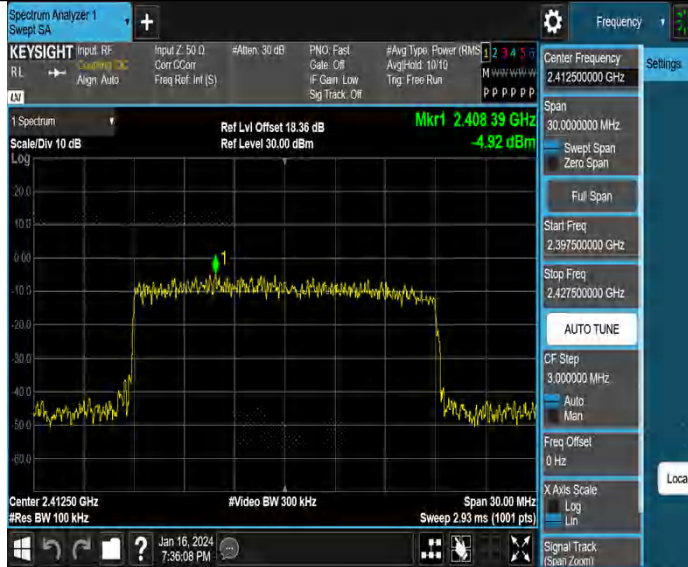 Spectrum Analyzer 1
Swept SA
+
Frequency
KEYSIGHT
RL
Input: RF
Coupling: DC
Align: Auto
Input Z: 50 Ω
Corr CCorr
Freq Ref: Int (S)
#Atten: 30 dB
PNO: Fast
Gate: Off
IF Gain: Low
Sig Track: Off
#Avg Type: Power (RMS
Avg|Hold: 10/10
Trig: Free Run
1 2 3 4 5 6
M W W W W W
P P P P P P
LXI
1 Spectrum
Scale/Div 10 dB
Ref Lvl Offset 18.36 dB
Ref Level 30.00 dBm
Mkr1 2.408 39 GHz
-4.92 dBm
Log
20.0
10.0
0.00
-10.0
-20.0
-30.0
-40.0
-50.0
-60.0
1
Center 2.41250 GHz
#Res BW 100 kHz
#Video BW 300 kHz
Span 30.00 MHz
Sweep 2.93 ms (1001 pts)
Center Frequency
2.412500000 GHz
Settings
Span
30.0000000 MHz
Swept Span
Zero Span
Full Span
Start Freq
2.397500000 GHz
Stop Freq
2.427500000 GHz
AUTO TUNE
CF Step
3.000000 MHz
Auto
Man
Freq Offset
0 Hz
X Axis Scale
Log
Lin
Loca
Signal Track
(Span Zoom)
?
Jan 16, 2024
7:36:08 PM